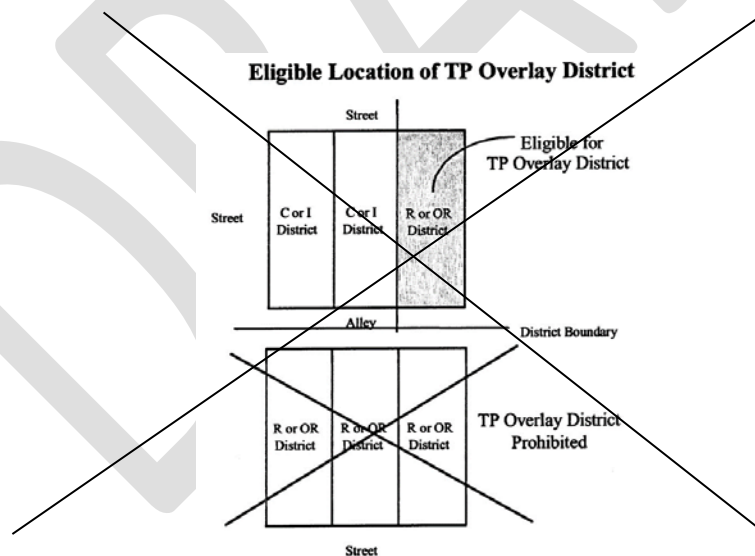 Eligible Location of TP Overlay District
Street
Eligible for
TP Overlay District
Street
C or I
District
C or I
District
R or OR
District
Alley
District Boundary
R or OR
District
R or OR
District
R or OR
District
TP Overlay District
Prohibited
Street